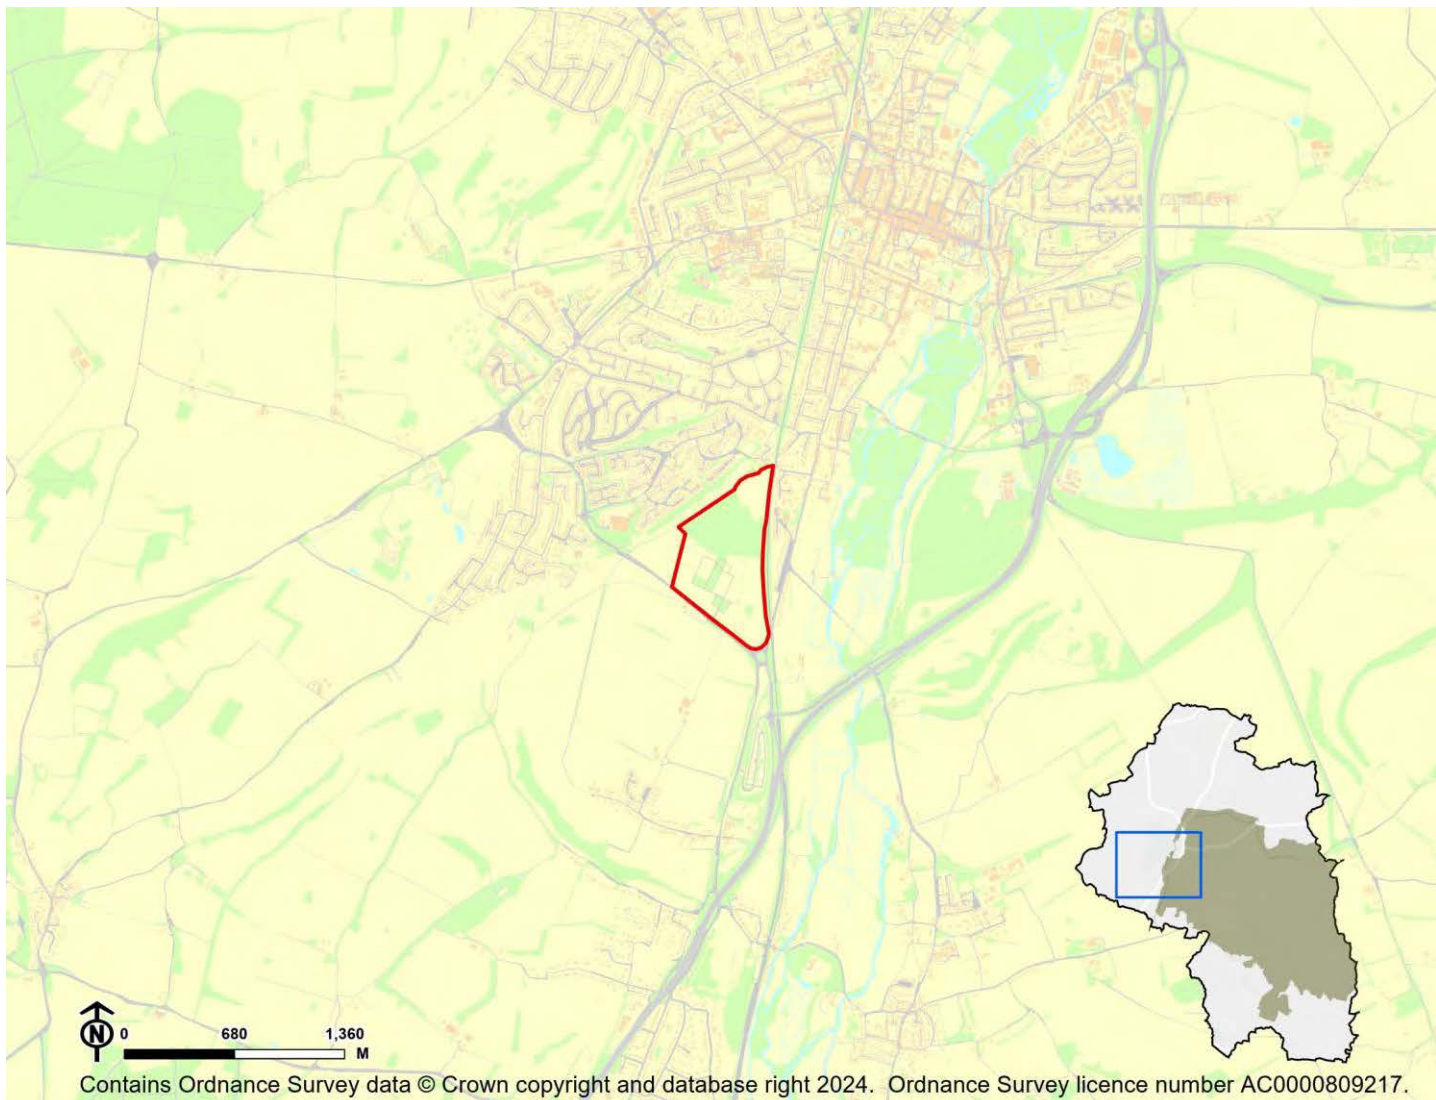 N
0 680 1,360
M
Contains Ordnance Survey data © Crown copyright and database right 2024. Ordnance Survey licence number AC0000809217.